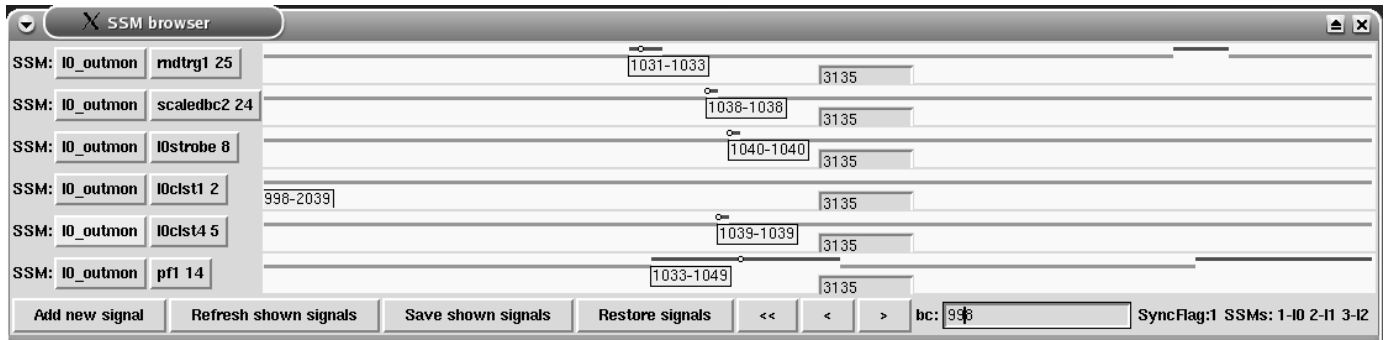 SSM browser
SSM: l0_outmon rndtrg1 25 1031-1033 3135
SSM: l0_outmon scaledbc2 24 1038-1038 3135
SSM: l0_outmon l0strobe 8 1040-1040 3135
SSM: l0_outmon l0clst1 2 998-2039 3135
SSM: l0_outmon l0clst4 5 1039-1039 3135
SSM: l0_outmon pf1 14 1033-1049 3135
Add new signal Refresh shown signals Save shown signals Restore signals << < > bc: 998 SyncFlag:1 SSMs: 1-l0 2-l1 3-l2